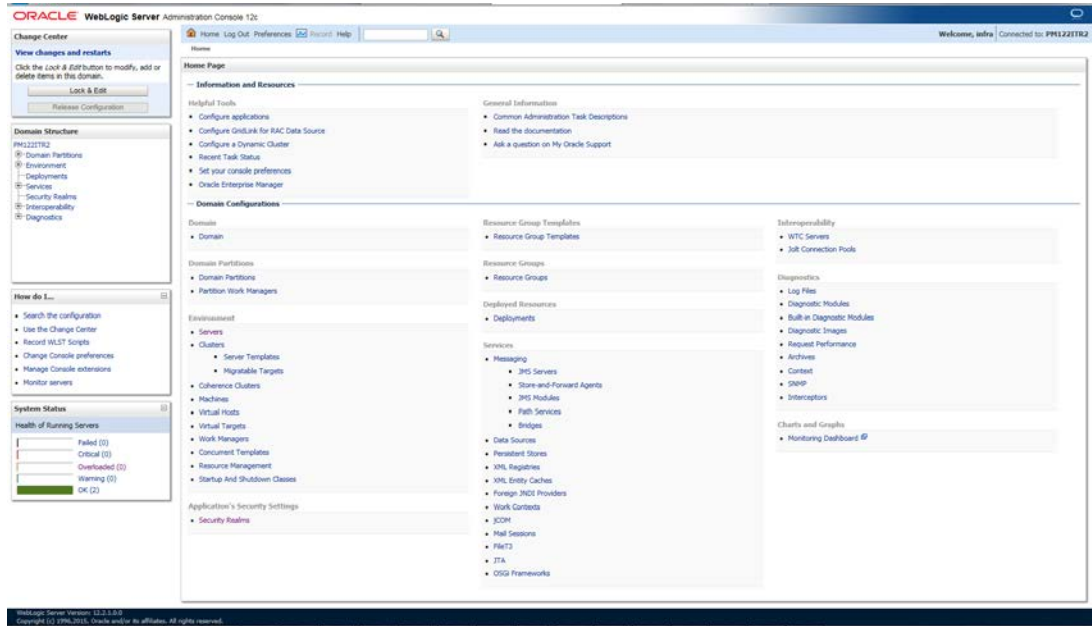 ORACLE WebLogic Server Administration Console 12c
Change Center
View changes and restarts
Click the Lock & Edit button to modify, add or
delete items in this domain.
Lock & Edit
Release Configuration
Domain Structure
PM122ITR2
Domain Partitions
Environment
Deployments
Services
Security Realms
Interoperability
Diagnostics
How do I...
Search the configuration
Use the Change Center
Record WLST Scripts
Change Console preferences
Manage Console extensions
Monitor servers
System Status
Health of Running Servers
Failed (0)
Critical (0)
Overloaded (0)
Warning (0)
OK (2)
Home Log Out Preferences Record Help
Welcome, infra Connected to: PM122ITR2
Home
Home Page
Information and Resources
Helpful Tools
Configure applications
Configure GridLink for RAC Data Source
Configure a Dynamic Cluster
Recent Task Status
Set your console preferences
Oracle Enterprise Manager
General Information
Common Administration Task Descriptions
Read the documentation
Ask a question on My Oracle Support
Domain Configurations
Domain
Domain
Domain Partitions
Domain Partitions
Partition Work Managers
Environment
Servers
Clusters
Server Templates
Migratable Targets
Coherence Clusters
Machines
Virtual Hosts
Virtual Targets
Work Managers
Concurrent Templates
Resource Management
Startup And Shutdown Classes
Application's Security Settings
Security Realms
Resource Group Templates
Resource Group Templates
Resource Groups
Resource Groups
Deployed Resources
Deployments
Services
Messaging
JMS Servers
Store-and-Forward Agents
JMS Modules
Path Services
Bridges
Data Sources
Persistent Stores
XML Registries
XML Entity Caches
Foreign JNDI Providers
Work Contexts
jCOM
Mail Sessions
FileT3
JTA
OSGi Frameworks
Interoperability
WTC Servers
Jolt Connection Pools
Diagnostics
Log Files
Diagnostic Modules
Built-in Diagnostic Modules
Diagnostic Images
Request Performance
Archives
Context
SNMP
Interceptors
Charts and Graphs
Monitoring Dashboard
WebLogic Server Version: 12.2.1.0.0
Copyright (c) 1996,2015, Oracle and/or its affiliates. All rights reserved.